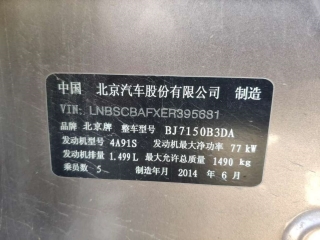 中国 北京汽车股份有限公司 制造
VIN: LNBSCBAFXER395631
品牌 北京牌 整车型号 BJ7150B3DA
发动机型号 4A91S 发动机最大净功率 77 kW
发动机排量 1.499 L 最大允许总质量 1490 kg
乘员数 5 制造年月 2014 年 6 月